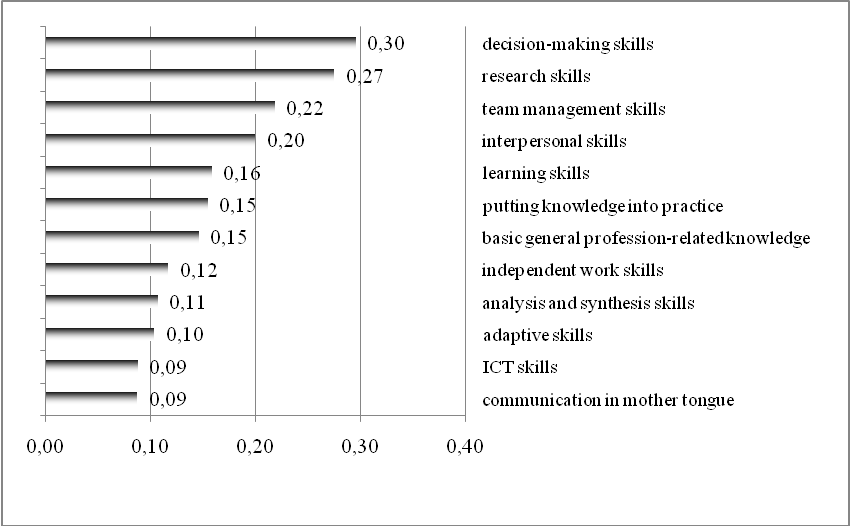 0,30 decision-making skills
0,27 research skills
0,22 team management skills
0,20 interpersonal skills
0,16 learning skills
0,15 putting knowledge into practice
0,15 basic general profession-related knowledge
0,12 independent work skills
0,11 analysis and synthesis skills
0,10 adaptive skills
0,09 ICT skills
0,09 communication in mother tongue
0,00 0,10 0,20 0,30 0,40